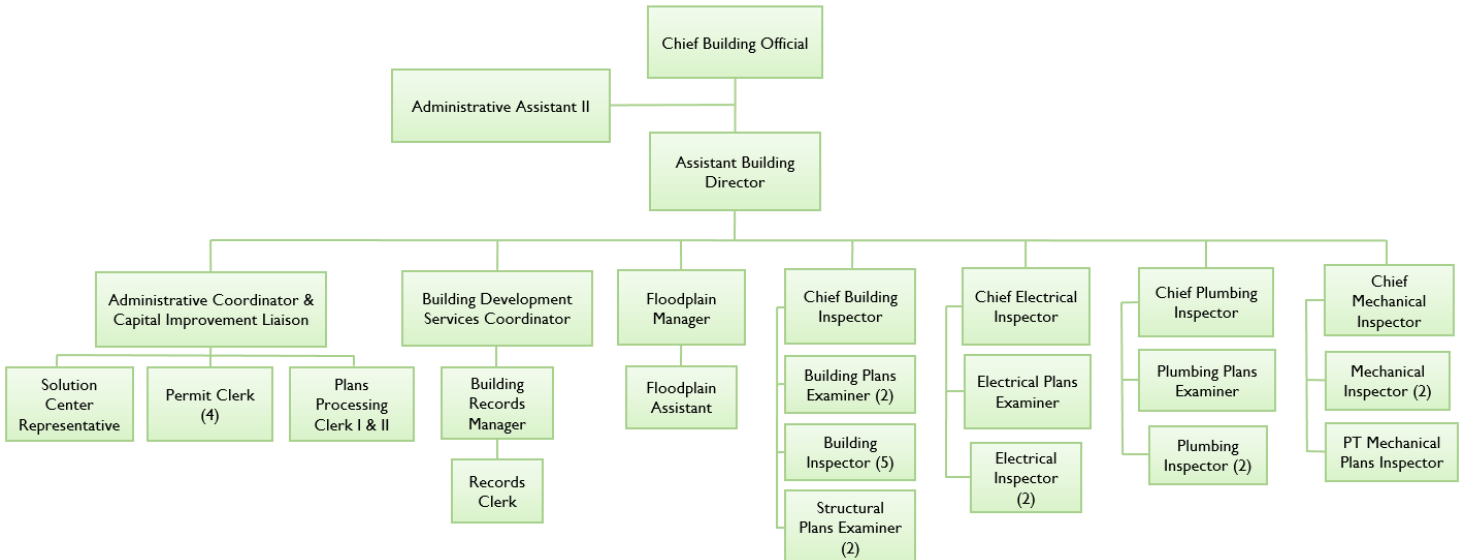 Chief Building Official
Administrative Assistant II
Assistant Building
Director
Administrative Coordinator &
Capital Improvement Liaison
Building Development
Services Coordinator
Floodplain
Manager
Chief Building
Inspector
Chief Electrical
Inspector
Chief Plumbing
Inspector
Chief
Mechanical
Inspector
Solution
Center
Representative
Permit Clerk
(4)
Plans
Processing
Clerk I & II
Building
Records
Manager
Floodplain
Assistant
Building Plans
Examiner (2)
Electrical Plans
Examiner
Plumbing Plans
Examiner
Mechanical
Inspector (2)
Records
Clerk
Building
Inspector (5)
Electrical
Inspector
(2)
Plumbing
Inspector (2)
PT Mechanical
Plans Inspector
Structural
Plans Examiner
(2)